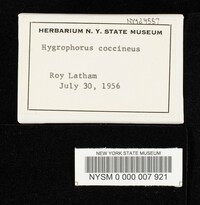 HERBARIUM N. Y. STATE MUSEUM
Hygrophorus coccineus
Roy Latham
July 30, 1956
NEW YORK STATE MUSEUM
NYSM 0 000 007 921